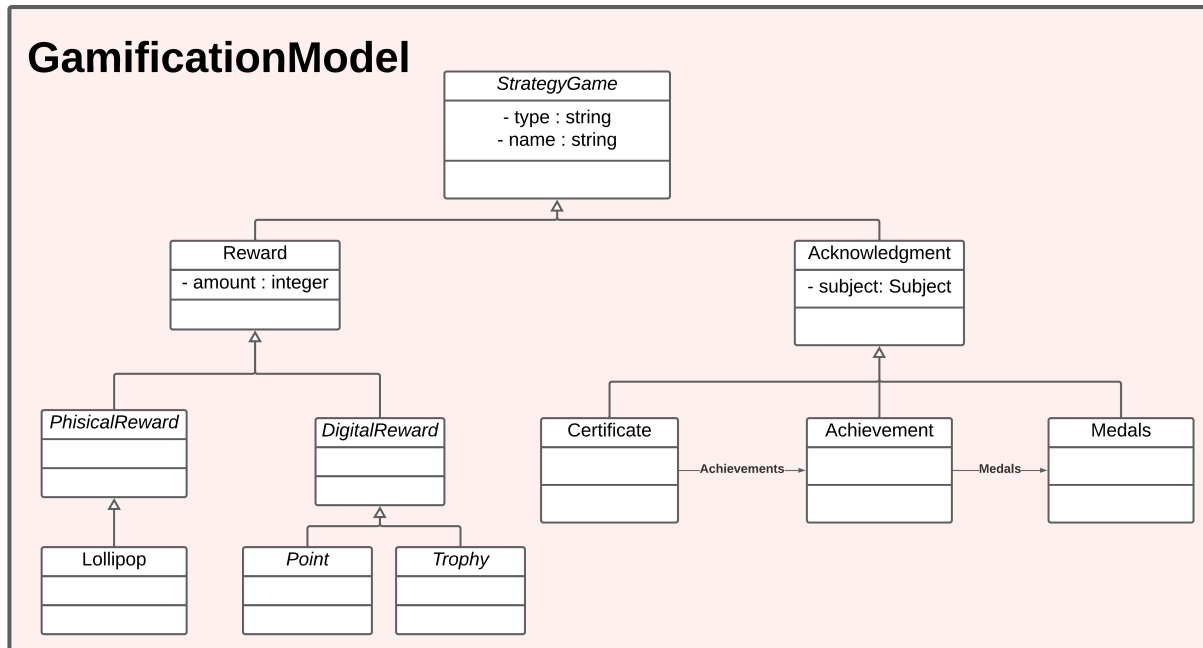 GamificationModel
StrategyGame
- type : string
- name : string
Reward
- amount : integer
Acknowledgment
- subject: Subject
PhisicalReward
DigitalReward
Certificate
Achievement
Medals
Achievements
Medals
Lollipop
Point
Trophy